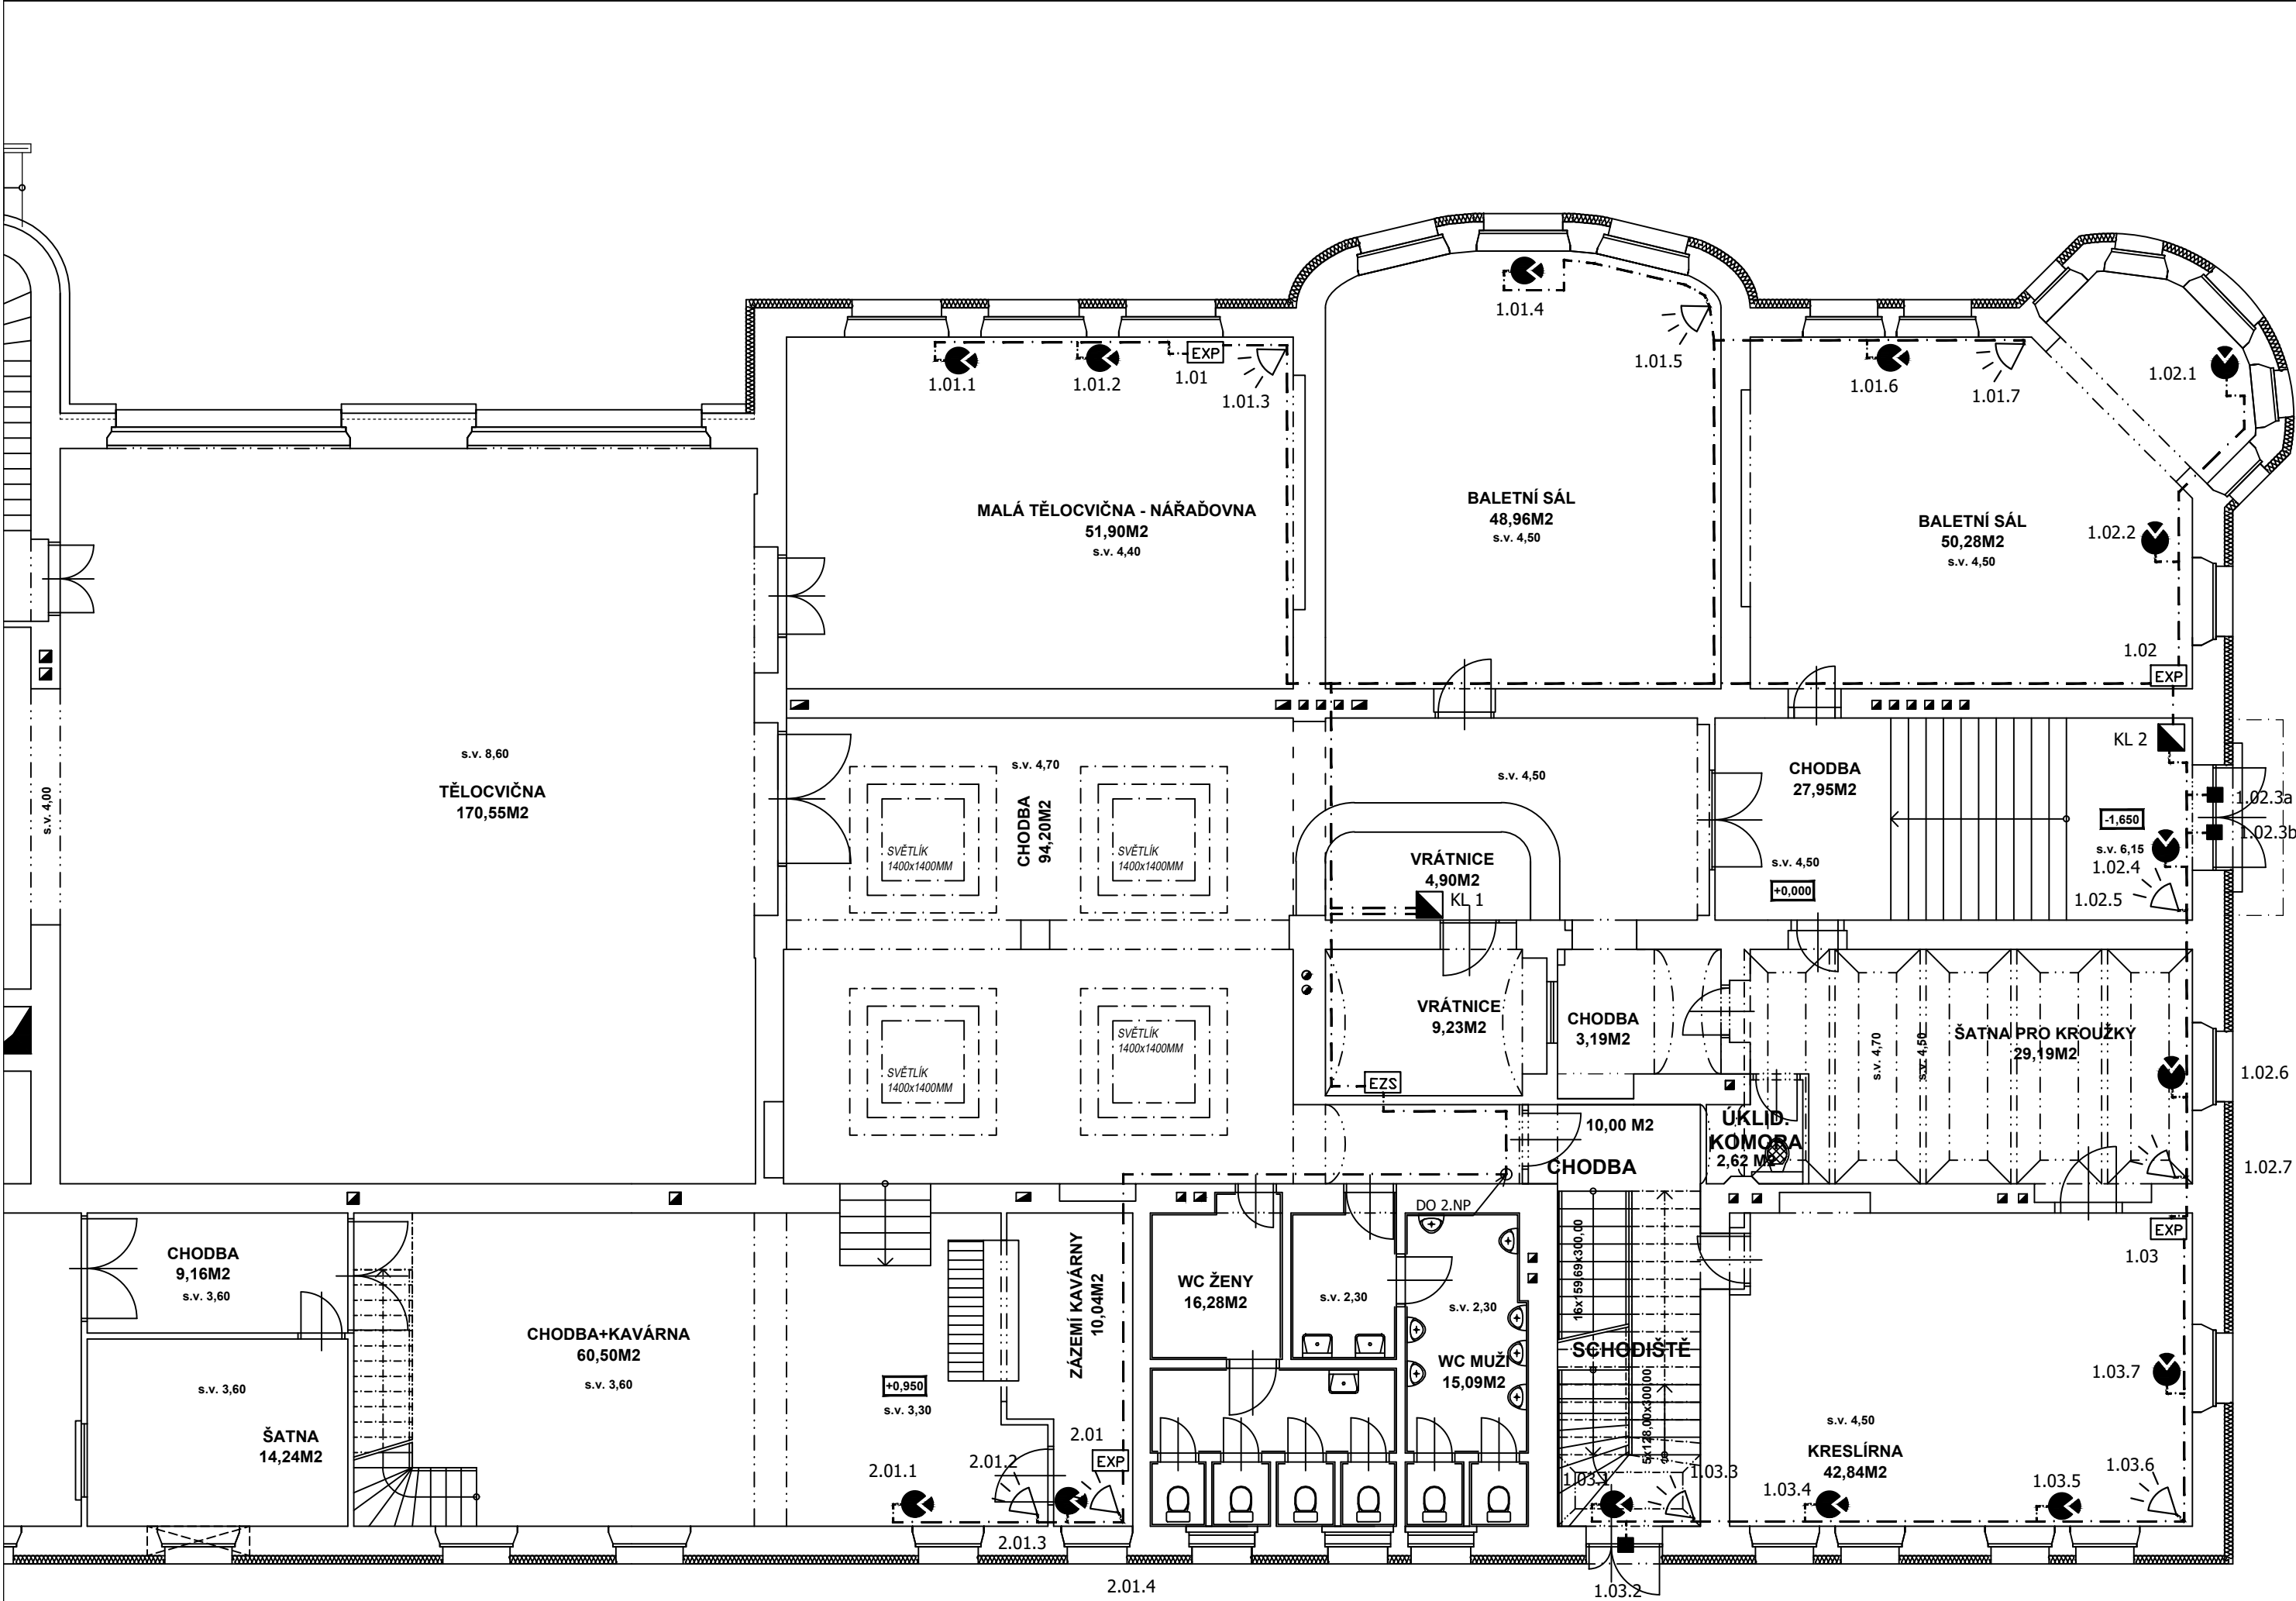 1.01.4
1.01.5
EXP
1.01
1.01.1
1.01.2
1.01.3
1.01.6
1.01.7
1.02.1
MALÁ TĚLOCVIČNA - NÁŘAĎOVNA
51,90M2
s.v. 4,40
BALETNÍ SÁL
48,96M2
s.v. 4,50
BALETNÍ SÁL
50,28M2
s.v. 4,50
1.02.2
1.02
EXP
s.v. 8,60
TĚLOCVIČNA
170,55M2
s.v. 4,00
s.v. 4,70
CHODBA
94,20M2
SVĚTLÍK
1400x1400MM
SVĚTLÍK
1400x1400MM
s.v. 4,50
VRÁTNICE
4,90M2
KL 1
CHODBA
27,95M2
s.v. 4,50
+0,000
KL 2
1.02.3a
1.02.3b
-1,650
s.v. 6,15
1.02.4
1.02.5
SVĚTLÍK
1400x1400MM
SVĚTLÍK
1400x1400MM
VRÁTNICE
9,23M2
EZS
CHODBA
3,19M2
s.v. 4,70
s.v. 4,50
ŠATNA PRO KROUŽKY
29,19M2
1.02.6
1.02.7
10,00 M2
CHODBA
ÚKLID.
KOMORA
2,62 M2
DO 2.NP
CHODBA
9,16M2
s.v. 3,60
s.v. 3,60
ŠATNA
14,24M2
CHODBA+KAVÁRNA
60,50M2
s.v. 3,60
+0,950
s.v. 3,30
ZÁZEMÍ KAVÁRNY
10,04M2
WC ŽENY
16,28M2
s.v. 2,30
s.v. 2,30
WC MUŽI
15,09M2
16x159,69x300,00
SCHODIŠTĚ
5x128,00x300,00
EXP
1.03
1.03.7
s.v. 4,50
KRESLÍRNA
42,84M2
2.01
EXP
2.01.1
2.01.2
2.01.3
2.01.4
1.03.1
1.03.2
1.03.3
1.03.4
1.03.5
1.03.6